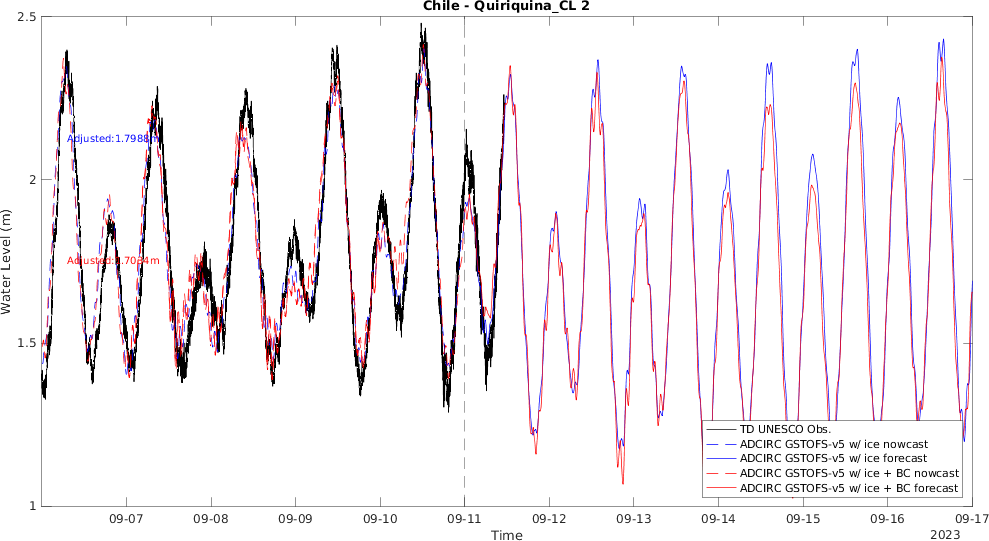 Chile - Quiriquina_CL 2
2.5
2
1.5
1
Water Level (m)
Adjusted:1.7988m
Adjusted:
TD UNESCO Obs.
ADCIRC GSTOFS-v5 w/ ice nowcast
ADCIRC GSTOFS-v5 w/ ice forecast
ADCIRC GSTOFS-v5 w/ ice + BC nowcast
ADCIRC GSTOFS-v5 w/ ice + BC forecast
09-07 09-08 09-09 09-10 09-11 09-12 09-13 09-14 09-15 09-16 09-17
Time
2023